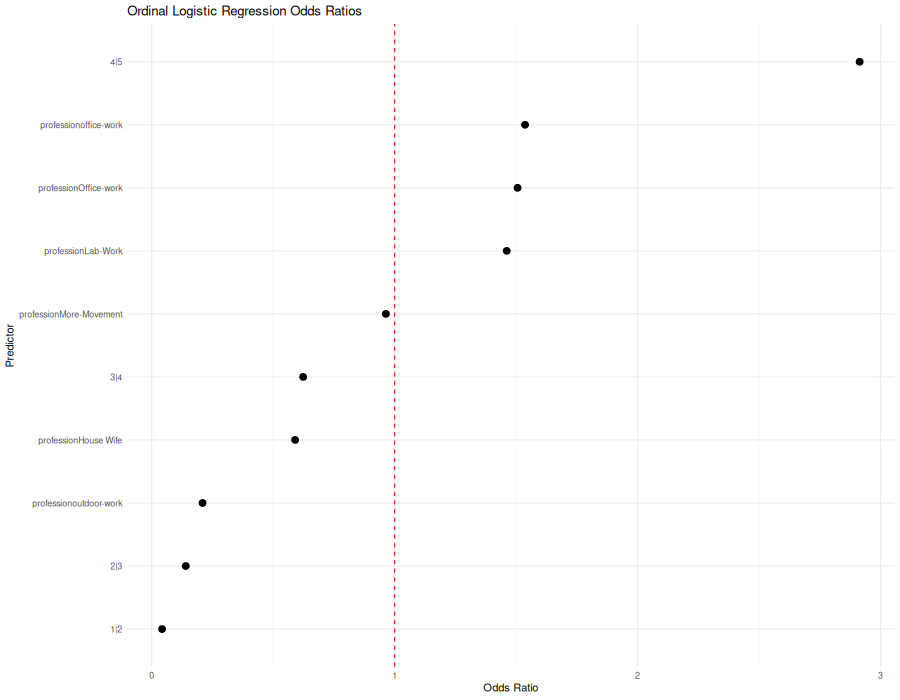 Ordinal Logistic Regression Odds Ratios
4|5
professionoffice-work
professionOffice-work
professionLab-Work
professionMore-Movement
3|4
professionHouse Wife
professionoutdoor-work
2|3
1|2
Predictor
0 1 2 3
Odds Ratio